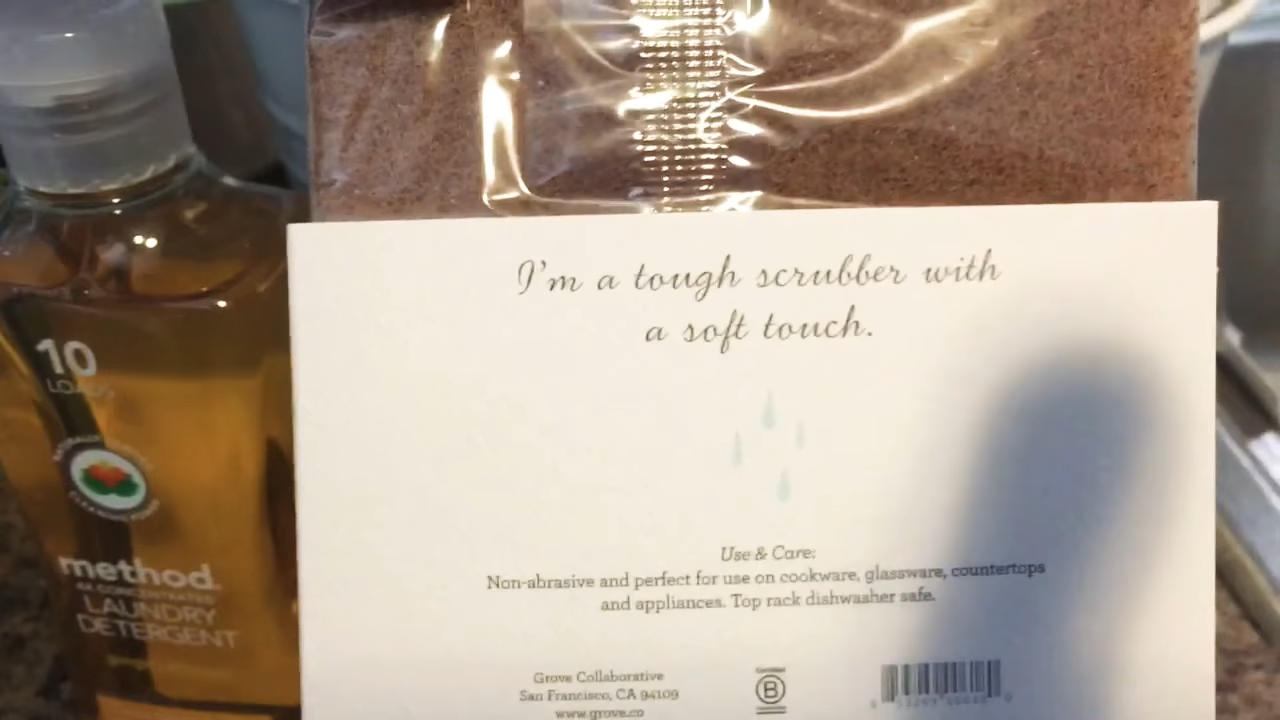 I'm a tough scrubber with
a soft touch.
Use & Care:
Non-abrasive and perfect for use on cookware, glassware, countertops
and appliances. Top rack dishwasher safe.
Grove Collaborative
San Francisco, CA 94109
www.grove.co
Certified
B
10
LOADS
method
LAUNDRY
DETERGENT